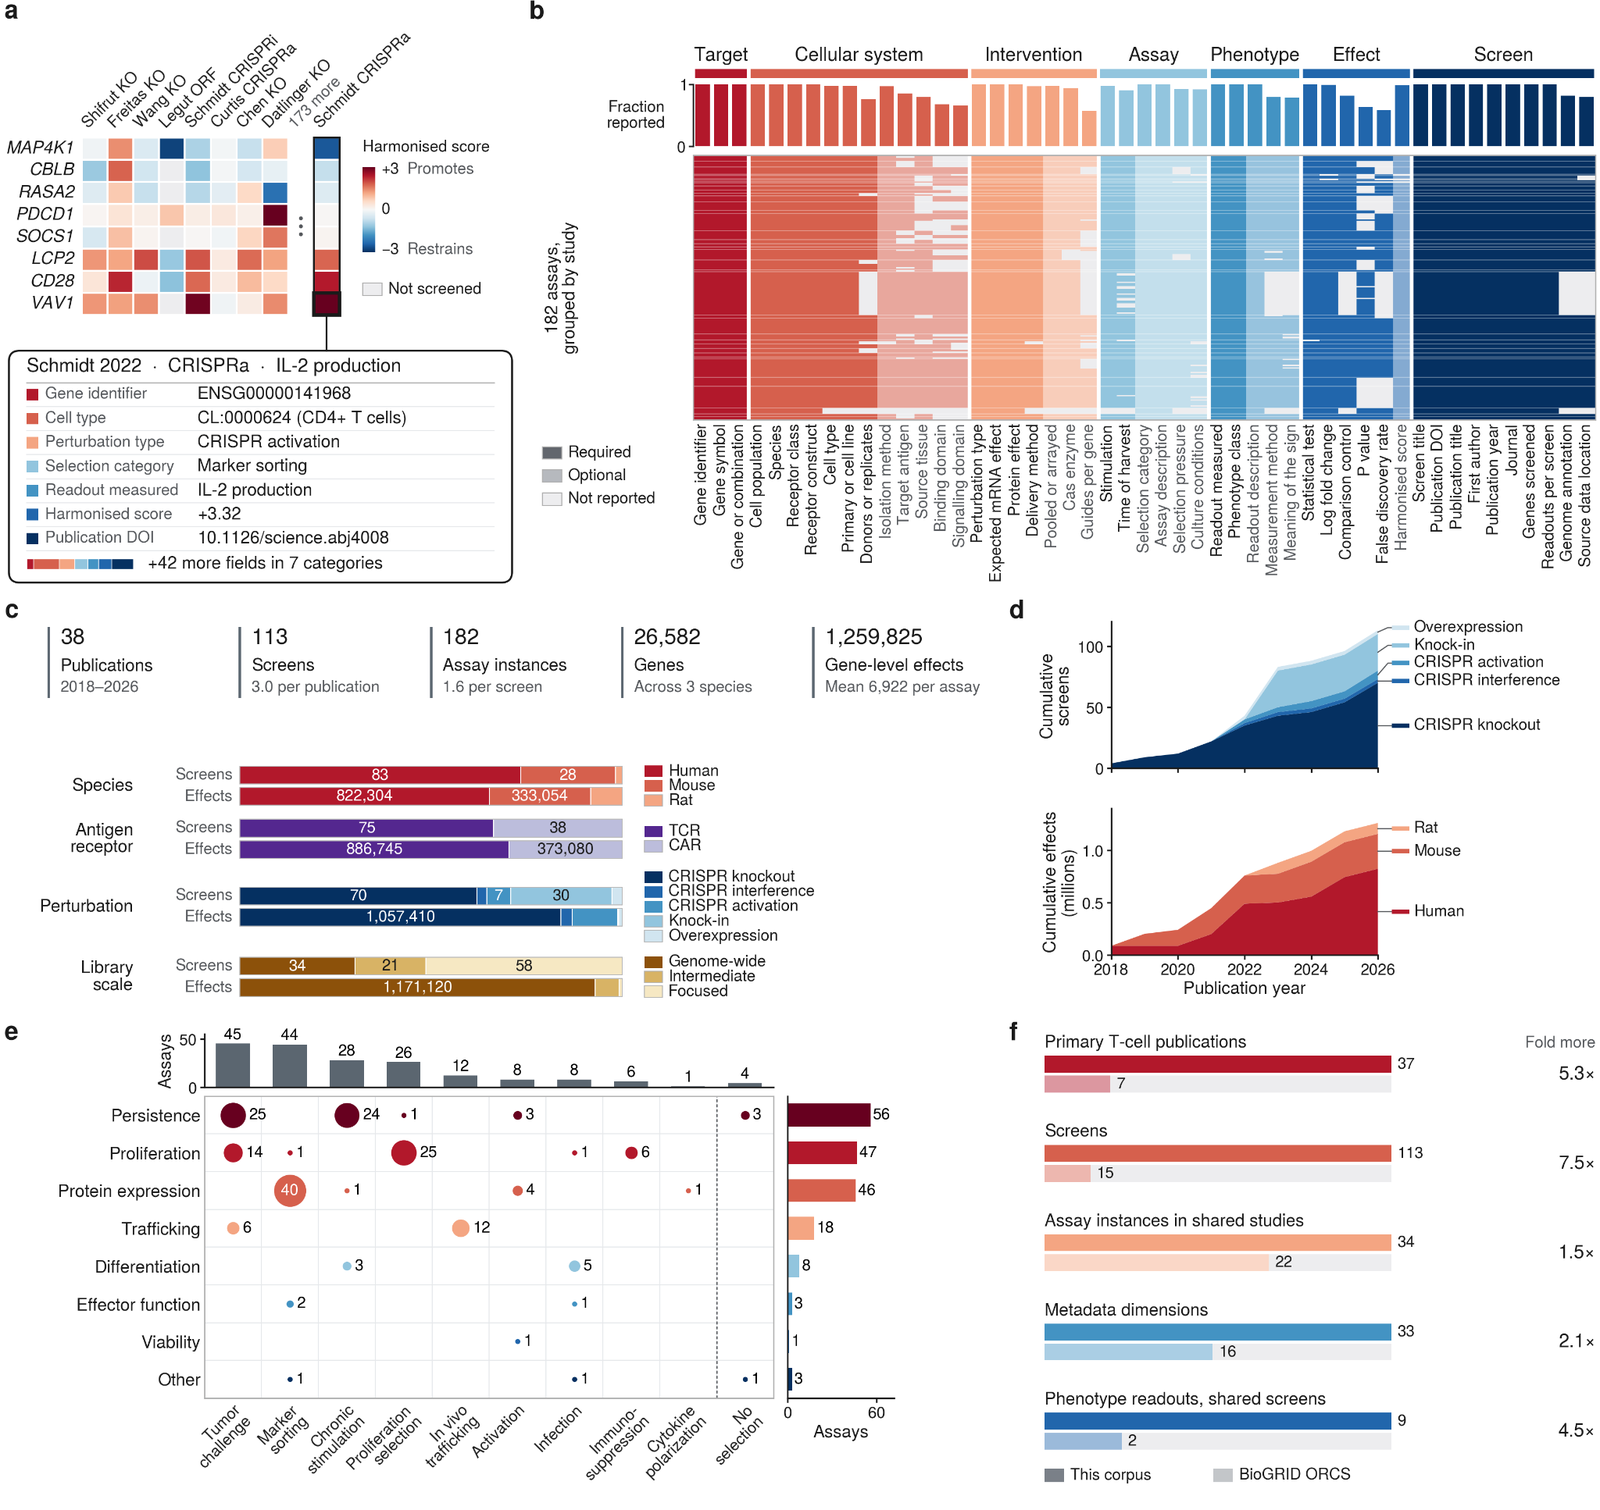 a
Shifrut KO
Freitas KO
Wang KO
Legut ORF
Schmidt CRISPRi
Curtis CRISPRa
Chen KO
Datlinger KO
173 more
Schmidt CRISPRa
MAP4K1
CBLB
RASA2
PDCD1
SOCS1
LCP2
CD28
VAV1
Harmonised score
+3 Promotes
0
−3 Restrains
Not screened
Schmidt 2022 · CRISPRa · IL-2 production
Gene identifier ENSG00000141968
Cell type CL:0000624 (CD4+ T cells)
Perturbation type CRISPR activation
Selection category Marker sorting
Readout measured IL-2 production
Harmonised score +3.32
Publication DOI 10.1126/science.abj4008
+42 more fields in 7 categories
b
Target Cellular system Intervention Assay Phenotype Effect Screen
Fraction
reported
1
0
182 assays,
grouped by study
Required
Optional
Not reported
Gene identifier
Gene symbol
Gene or combination
Cell population
Species
Receptor class
Receptor construct
Cell type
Primary or cell line
Donors or replicates
Isolation method
Target antigen
Source tissue
Binding domain
Signalling domain
Perturbation type
Expected mRNA effect
Protein effect
Delivery method
Pooled or arrayed
Cas enzyme
Guides per gene
Stimulation
Time of harvest
Selection category
Assay description
Selection pressure
Culture conditions
Readout measured
Phenotype class
Readout description
Measurement method
Meaning of the sign
Statistical test
Log fold change
Comparison control
P value
False discovery rate
Harmonised score
Screen title
Publication DOI
Publication title
First author
Publication year
Journal
Genes screened
Readouts per screen
Genome annotation
Source data location
c
38
Publications
2018–2026
113
Screens
3.0 per publication
182
Assay instances
1.6 per screen
26,582
Genes
Across 3 species
1,259,825
Gene-level effects
Mean 6,922 per assay
Species
Screens 83 28
Effects 822,304 333,054
Human
Mouse
Rat
Antigen
receptor
Screens 75 38
Effects 886,745 373,080
TCR
CAR
Perturbation
Screens 70 7 30
Effects 1,057,410
CRISPR knockout
CRISPR interference
CRISPR activation
Knock-in
Overexpression
Library
scale
Screens 34 21 58
Effects 1,171,120
Genome-wide
Intermediate
Focused
d
Cumulative
screens
100
50
0
Overexpression
Knock-in
CRISPR activation
CRISPR interference
CRISPR knockout
Cumulative effects
(millions)
1.0
0.5
0.0
Rat
Mouse
Human
2018 2020 2022 2024 2026
Publication year
e
Assays
50
0
45 44 28 26 12 8 8 6 1 4
Persistence 25 24 1 3 3 56
Proliferation 14 1 25 1 6 47
Protein expression 40 1 4 1 46
Trafficking 6 12 18
Differentiation 3 5 8
Effector function 2 1 3
Viability 1 1
Other 1 1 1 3
Tumor
challenge
Marker
sorting
Chronic
stimulation
Proliferation
selection
In vivo
trafficking
Activation
Infection
Immuno-
suppression
Cytokine
polarization
No
selection
0 60
Assays
f
Fold more
Primary T-cell publications
37
7
5.3×
Screens
113
15
7.5×
Assay instances in shared studies
34
22
1.5×
Metadata dimensions
33
16
2.1×
Phenotype readouts, shared screens
9
2
4.5×
This corpus
BioGRID ORCS